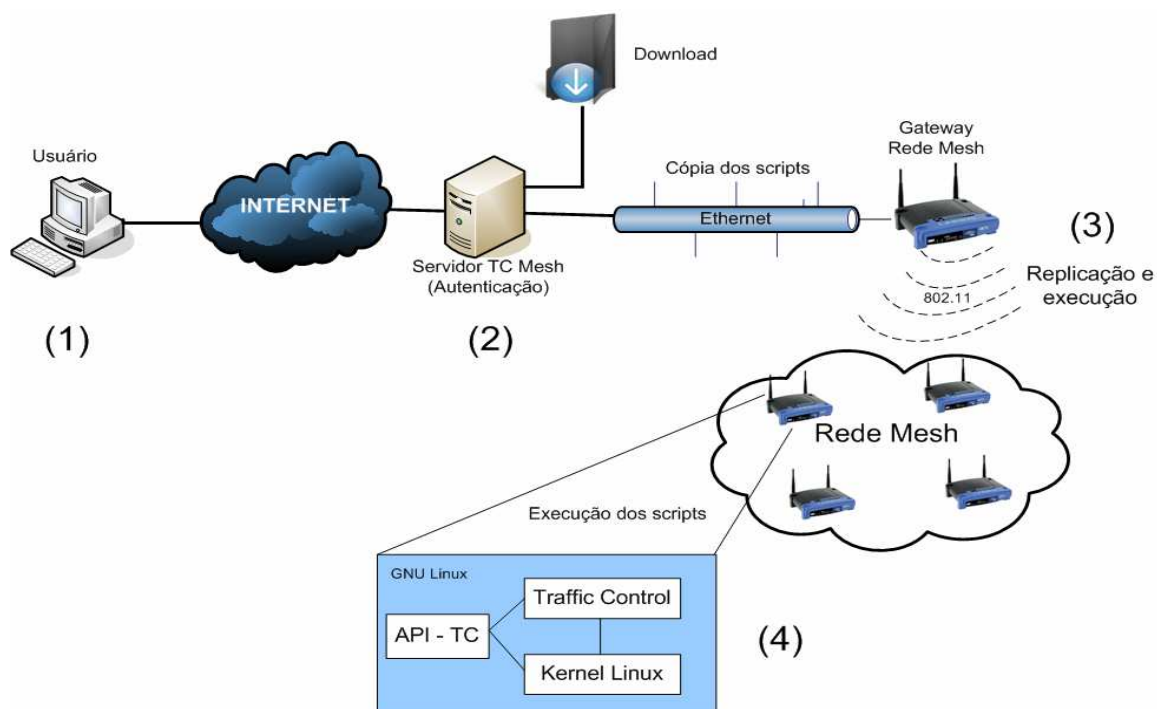 Download
Usuário
INTERNET
Servidor TC Mesh
(Autenticação)
Cópia dos scripts
Ethernet
Gateway
Rede Mesh
(1)
(2)
(3)
Replicação e
execução
802.11
Rede Mesh
Execução dos scripts
GNU Linux
API - TC
Traffic Control
Kernel Linux
(4)